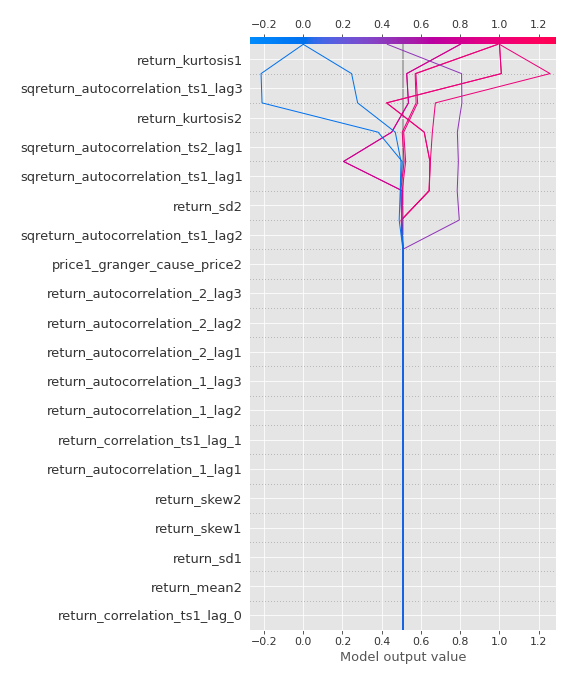 −0.2 0.0 0.2 0.4 0.6 0.8 1.0 1.2
return_kurtosis1
sqreturn_autocorrelation_ts1_lag3
return_kurtosis2
sqreturn_autocorrelation_ts2_lag1
sqreturn_autocorrelation_ts1_lag1
return_sd2
sqreturn_autocorrelation_ts1_lag2
price1_granger_cause_price2
return_autocorrelation_2_lag3
return_autocorrelation_2_lag2
return_autocorrelation_2_lag1
return_autocorrelation_1_lag3
return_autocorrelation_1_lag2
return_correlation_ts1_lag_1
return_autocorrelation_1_lag1
return_skew2
return_skew1
return_sd1
return_mean2
return_correlation_ts1_lag_0
−0.2 0.0 0.2 0.4 0.6 0.8 1.0 1.2
Model output value